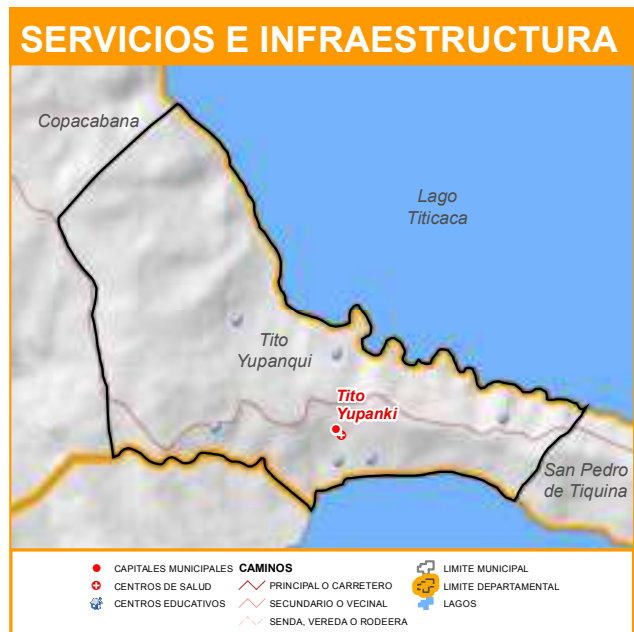 SERVICIOS E INFRAESTRUCTURA
Copacabana
Lago
Titicaca
Tito
Yupanqui
Tito
Yupanki
San Pedro
de Tiquina
CAPITALES MUNICIPALES
CENTROS DE SALUD
CENTROS EDUCATIVOS
CAMINOS
PRINCIPAL O CARRETERO
SECUNDARIO O VECINAL
SENDA, VEREDA O RODEERA
LIMITE MUNICIPAL
LIMITE DEPARTAMENTAL
LAGOS